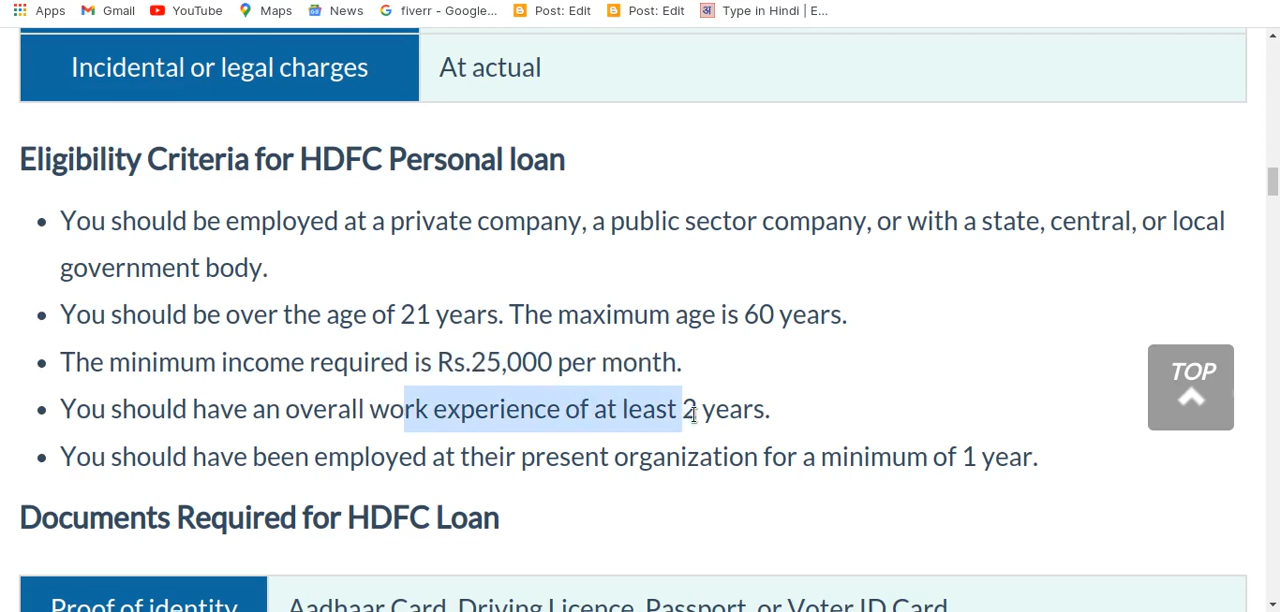 Apps Gmail YouTube Maps News fiverr - Google... Post: Edit Post: Edit अ Type in Hindi | E...
Incidental or legal charges At actual
Eligibility Criteria for HDFC Personal loan
• You should be employed at a private company, a public sector company, or with a state, central, or local
government body.
• You should be over the age of 21 years. The maximum age is 60 years.
• The minimum income required is Rs.25,000 per month.
TOP
• You should have an overall work experience of at least 2 years.
• You should have been employed at their present organization for a minimum of 1 year.
Documents Required for HDFC Loan
Proof of identity Aadhaar Card, Driving Licence, Passport, or Voter ID Card